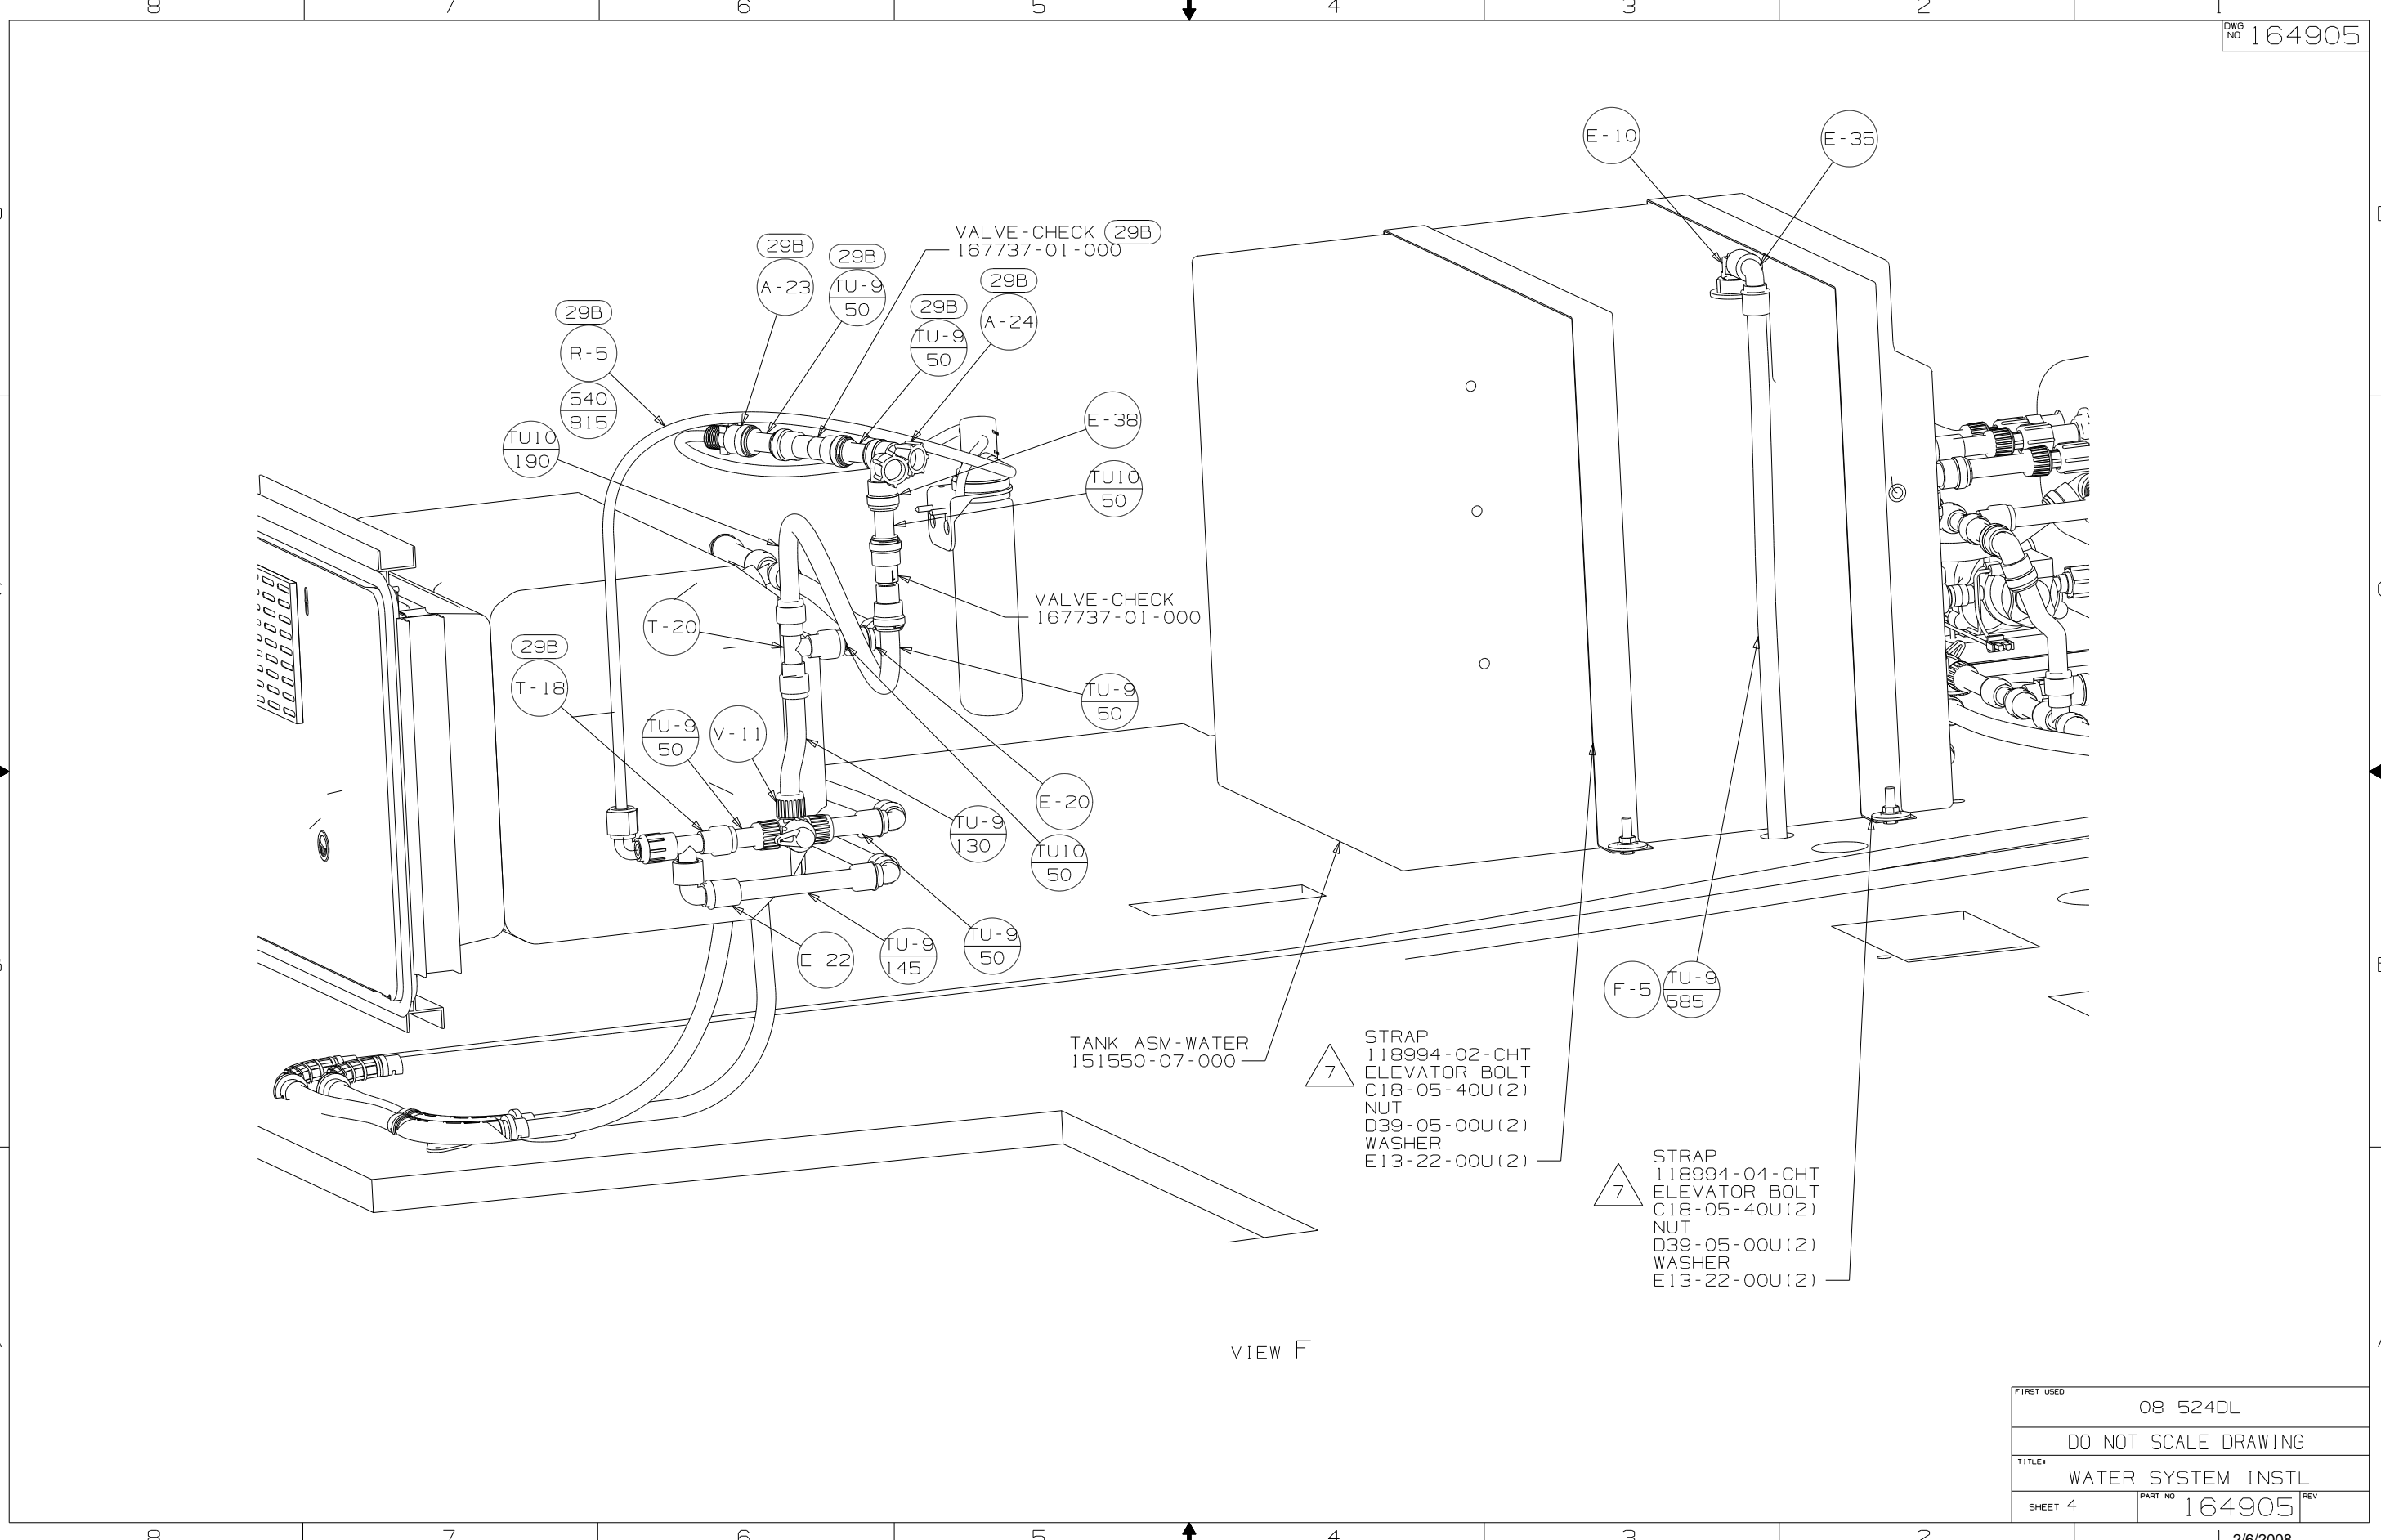 8 7 6 5 4 3 2 1
DWG NO 164905
E-10
E-35
VALVE-CHECK 29B
167737-01-000
29B
A-23
29B
TU-9
50
29B
A-24
29B
TU-9
50
29B
R-5
540
815
TU10
190
E-38
TU10
50
VALVE-CHECK
167737-01-000
T-20
29B
T-18
TU-9
50
V-11
TU-9
50
E-20
TU-9
130
TU10
50
TU-9
50
TU-9
145
E-22
F-5
TU-9
585
TANK ASM-WATER
151550-07-000
7
STRAP
118994-02-CHT
ELEVATOR BOLT
C18-05-40U(2)
NUT
D39-05-00U(2)
WASHER
E13-22-00U(2)
7
STRAP
118994-04-CHT
ELEVATOR BOLT
C18-05-40U(2)
NUT
D39-05-00U(2)
WASHER
E13-22-00U(2)
VIEW F
FIRST USED
08 524DL
DO NOT SCALE DRAWING
TITLE:
WATER SYSTEM INSTL
SHEET 4
PART NO 164905 REV
8 7 6 5 4 3 2 1
2/6/2008